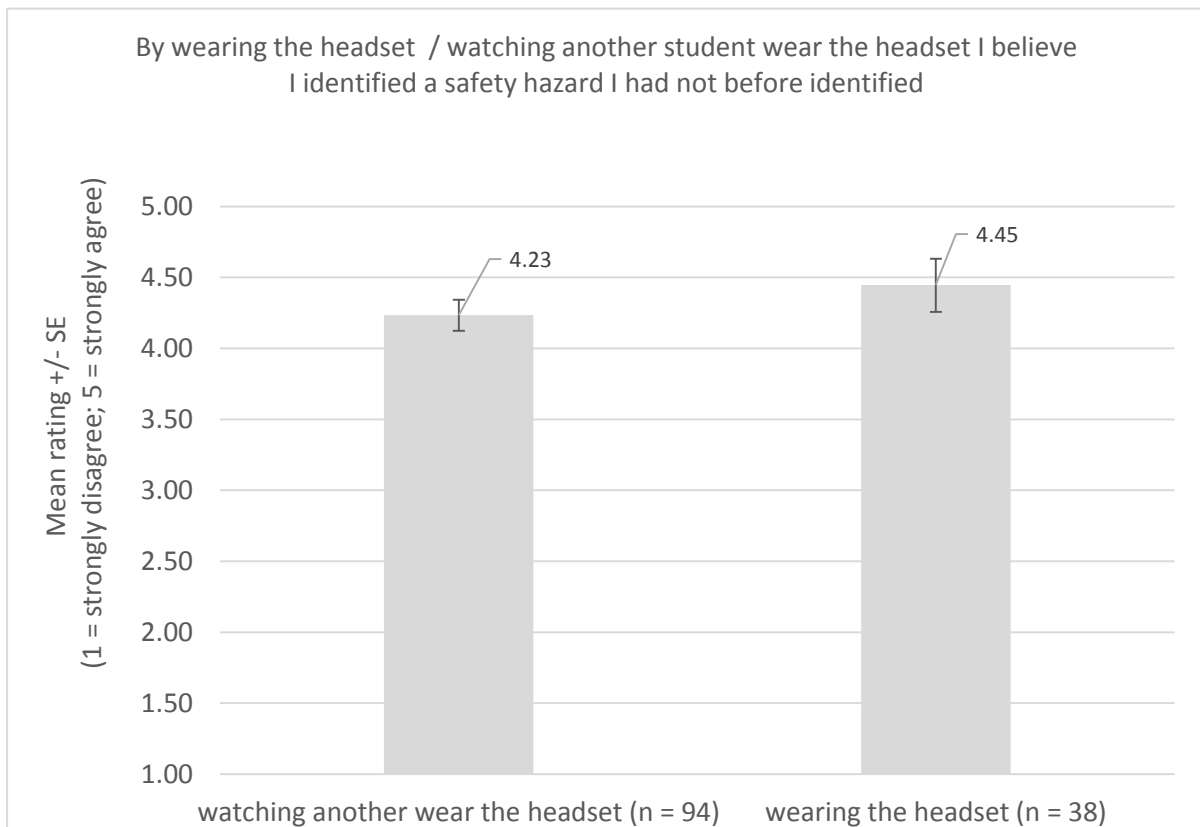 By wearing the headset / watching another student wear the headset I believe
I identified a safety hazard I had not before identified
Mean rating +/- SE
(1 = strongly disagree; 5 = strongly agree)
5.00
4.50
4.00
3.50
3.00
2.50
2.00
1.50
1.00
4.23
4.45
watching another wear the headset (n = 94)
wearing the headset (n = 38)